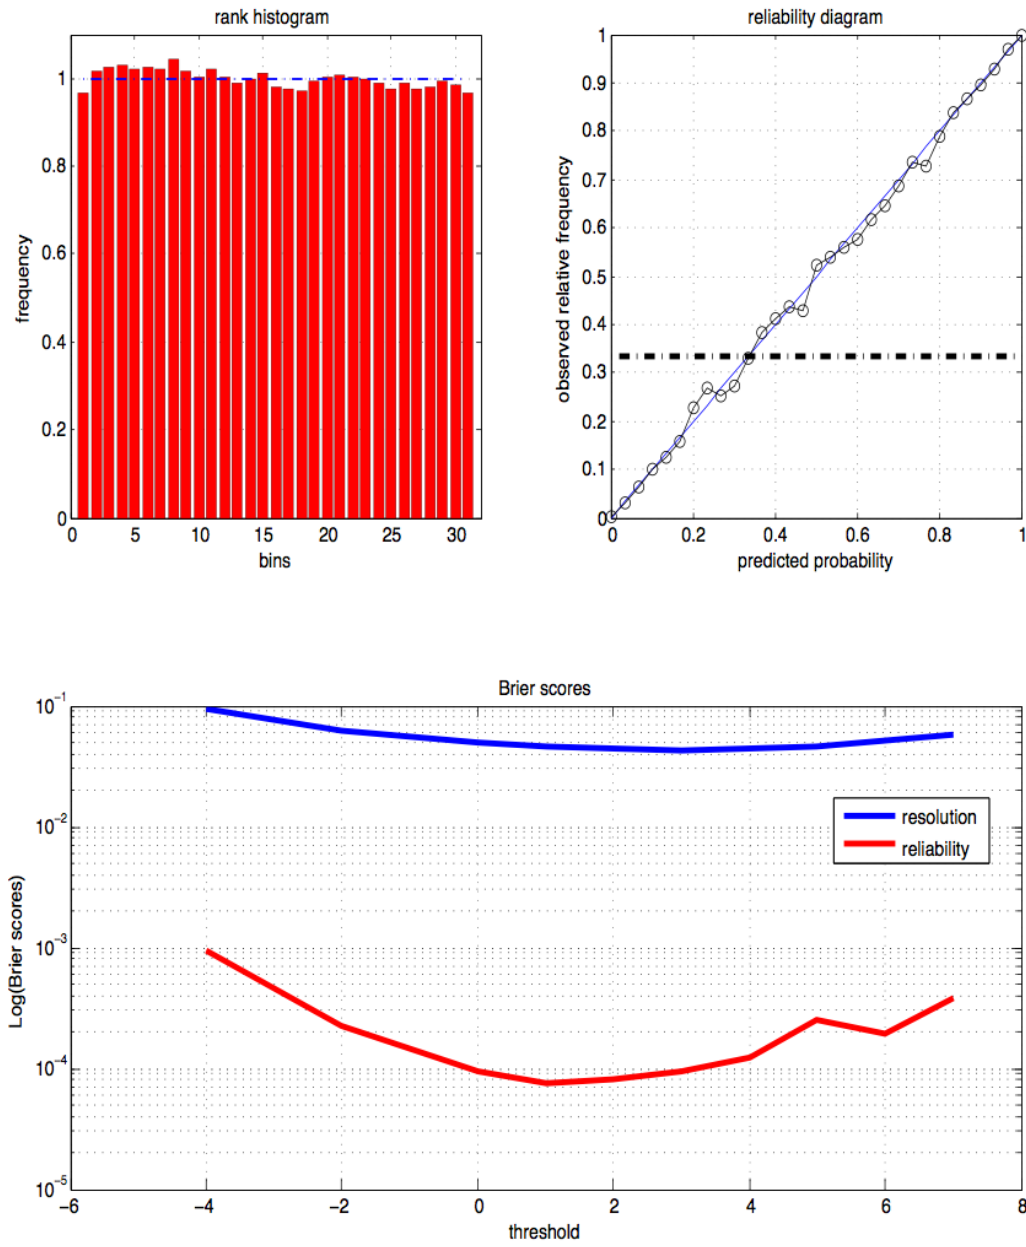 rank histogram
frequency
1
0.8
0.6
0.4
0.2
0
0 5 10 15 20 25 30
bins
reliability diagram
observed relative frequency
1
0.9
0.8
0.7
0.6
0.5
0.4
0.3
0.2
0.1
0
0 0.2 0.4 0.6 0.8 1
predicted probability
Brier scores
Log(Brier scores)
10^−1
10^−2
10^−3
10^−4
10^−5
resolution
reliability
−6 −4 −2 0 2 4 6 8
threshold